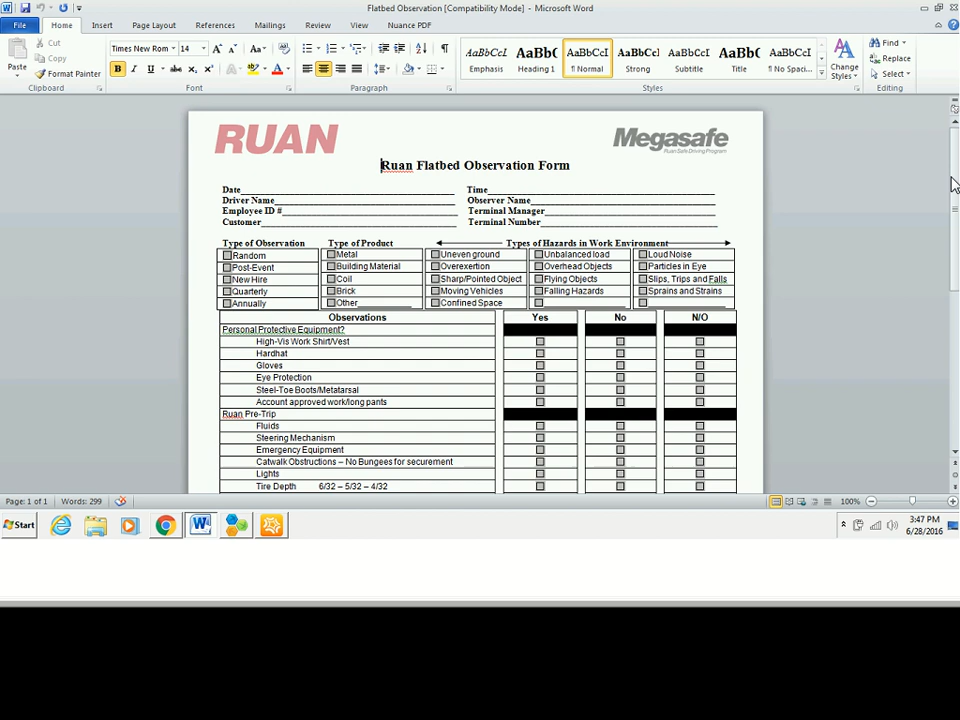 Flatbed Observation [Compatibility Mode] - Microsoft Word
File Home Insert Page Layout References Mailings Review View Nuance PDF
Paste
Cut
Copy
Format Painter
Clipboard
Times New Rom 14
B I U abc x₂ x²
Font
Paragraph
AaBbCcI AaBbC AaBbCcI AaBbCcI AaBbCcI AaBbC AaBbCcI
Emphasis Heading 1 ¶ Normal Strong Subtitle Title ¶ No Spaci...
Styles
Change Styles
Find
Replace
Select
Editing
RUAN
Megasafe
Ruan Safe Driving Program
Ruan Flatbed Observation Form
Date Time
Driver Name Observer Name
Employee ID # Terminal Manager
Customer Terminal Number
Type of Observation Type of Product Types of Hazards in Work Environment
Random Metal Uneven ground Unbalanced load Loud Noise
Post-Event Building Material Overexertion Overhead Objects Particles in Eye
New Hire Coil Sharp/Pointed Object Flying Objects Slips, Trips and Falls
Quarterly Brick Moving Vehicles Falling Hazards Sprains and Strains
Annually Other Confined Space
Observations Yes No N/O
Personal Protective Equipment?
High-Vis Work Shirt/Vest
Hardhat
Gloves
Eye Protection
Steel-Toe Boots/Metatarsal
Account approved work/long pants
Ruan Pre-Trip
Fluids
Steering Mechanism
Emergency Equipment
Catwalk Obstructions – No Bungees for securement
Lights
Tire Depth 6/32 – 5/32 – 4/32
Page: 1 of 1 Words: 299 100%
Start
3:47 PM
6/28/2016